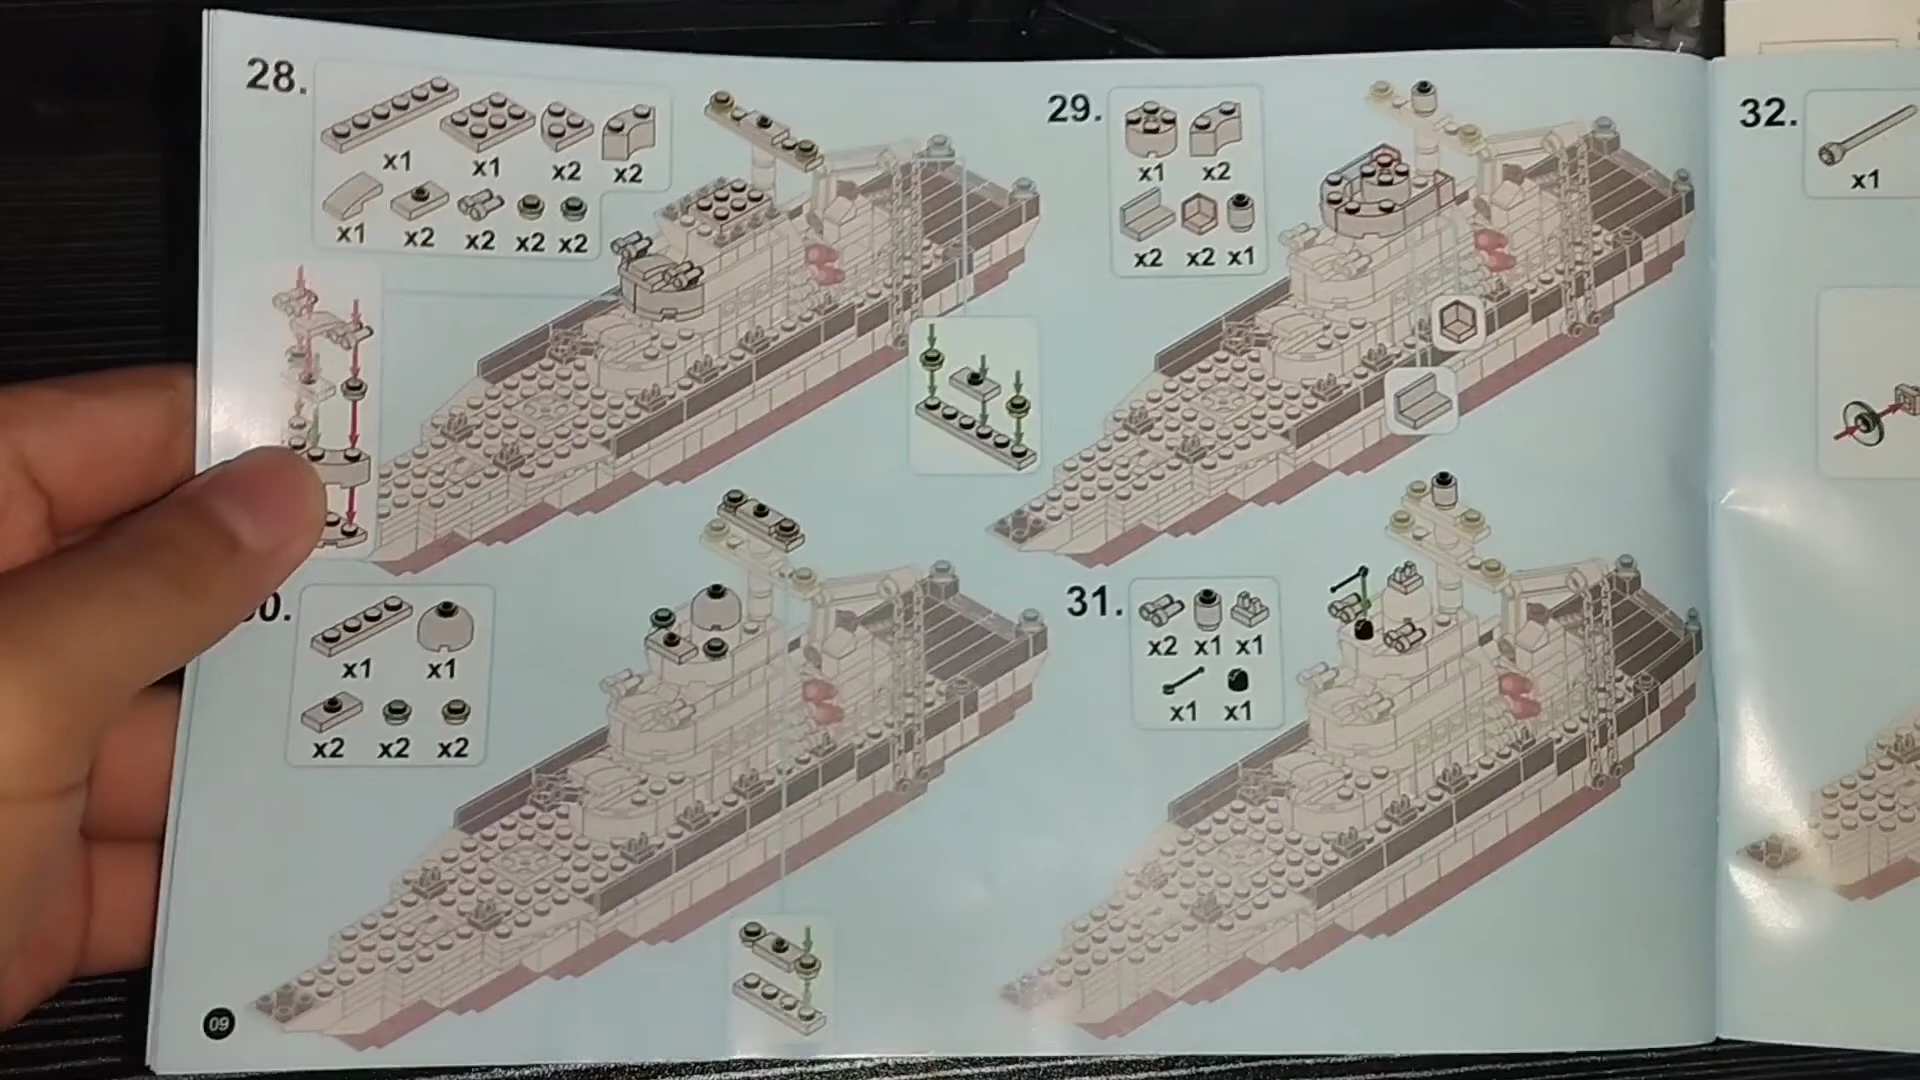 28.
x1 x1 x2 x2
x1 x2 x2 x2 x2
29.
x1 x2
x2 x2 x1
0.
x1 x1
x2 x2 x2
31.
x2 x1 x1
x1 x1
09
32.
x1